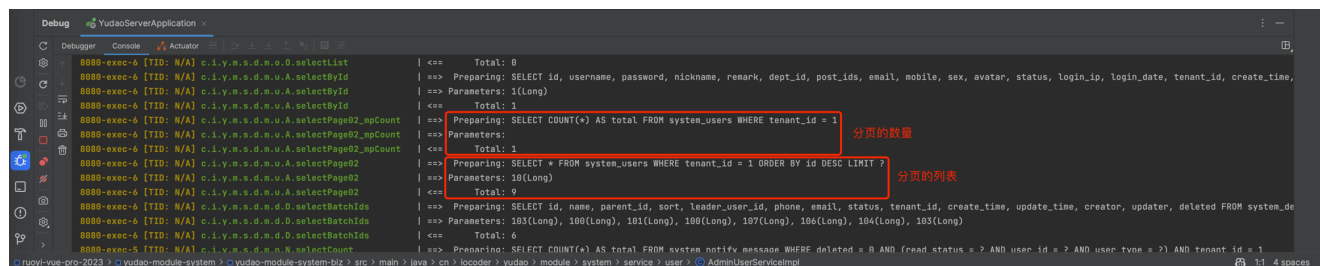 Debug YudaoServerApplication ×
Debugger Console Actuator
8080-exec-6 [TID: N/A] c.i.y.m.s.d.m.o.O.selectList | <== Total: 0
8080-exec-6 [TID: N/A] c.i.y.m.s.d.m.u.A.selectById | ==> Preparing: SELECT id, username, password, nickname, remark, dept_id, post_ids, email, mobile, sex, avatar, status, login_ip, login_date, tenant_id, create_time,
8080-exec-6 [TID: N/A] c.i.y.m.s.d.m.u.A.selectById | ==> Parameters: 1(Long)
8080-exec-6 [TID: N/A] c.i.y.m.s.d.m.u.A.selectById | <== Total: 1
8080-exec-6 [TID: N/A] c.i.y.m.s.d.m.u.A.selectPage02_mpCount | ==> Preparing: SELECT COUNT(*) AS total FROM system_users WHERE tenant_id = 1
8080-exec-6 [TID: N/A] c.i.y.m.s.d.m.u.A.selectPage02_mpCount | ==> Parameters: 分页的数量
8080-exec-6 [TID: N/A] c.i.y.m.s.d.m.u.A.selectPage02_mpCount | <== Total: 1
8080-exec-6 [TID: N/A] c.i.y.m.s.d.m.u.A.selectPage02 | ==> Preparing: SELECT * FROM system_users WHERE tenant_id = 1 ORDER BY id DESC LIMIT ?
8080-exec-6 [TID: N/A] c.i.y.m.s.d.m.u.A.selectPage02 | ==> Parameters: 10(Long) 分页的列表
8080-exec-6 [TID: N/A] c.i.y.m.s.d.m.u.A.selectPage02 | <== Total: 9
8080-exec-6 [TID: N/A] c.i.y.m.s.d.m.d.D.selectBatchIds | ==> Preparing: SELECT id, name, parent_id, sort, leader_user_id, phone, email, status, tenant_id, create_time, update_time, creator, updater, deleted FROM system_de
8080-exec-6 [TID: N/A] c.i.y.m.s.d.m.d.D.selectBatchIds | ==> Parameters: 103(Long), 100(Long), 101(Long), 100(Long), 107(Long), 106(Long), 104(Long), 103(Long)
8080-exec-6 [TID: N/A] c.i.y.m.s.d.m.d.D.selectBatchIds | <== Total: 6
8080-exec-5 [TID: N/A] c.i.y.m.s.d.m.n.N.selectCount | ==> Preparing: SELECT COUNT(*) AS total FROM system_notify_message WHERE deleted = 0 AND (read_status = ? AND user_id = ? AND user_type = ?) AND tenant_id = 1
ruoyi-vue-pro-2023 > yudao-module-system > yudao-module-system-biz > src > main > java > cn > iocoder > yudao > module > system > service > user > AdminUserServiceImpl 1:1 4 spaces